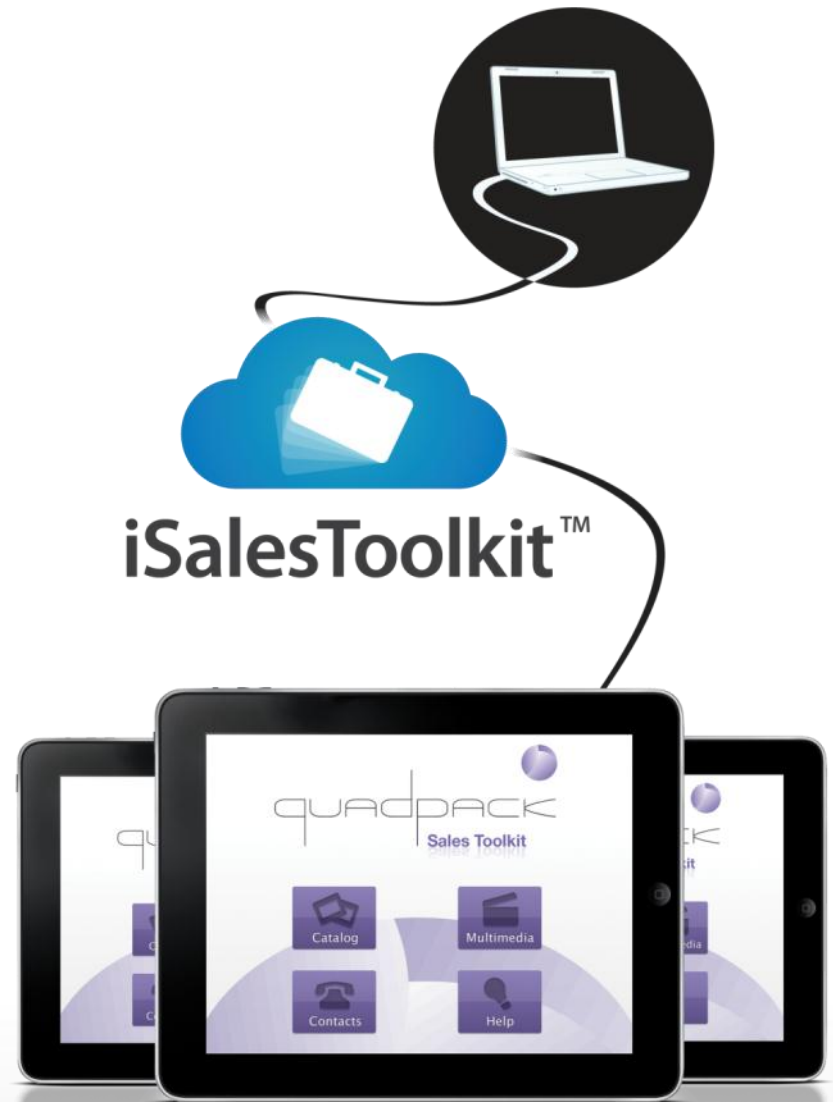 iSalesToolkit™
quadpack
Sales Toolkit
Catalog
Multimedia
Contacts
Help